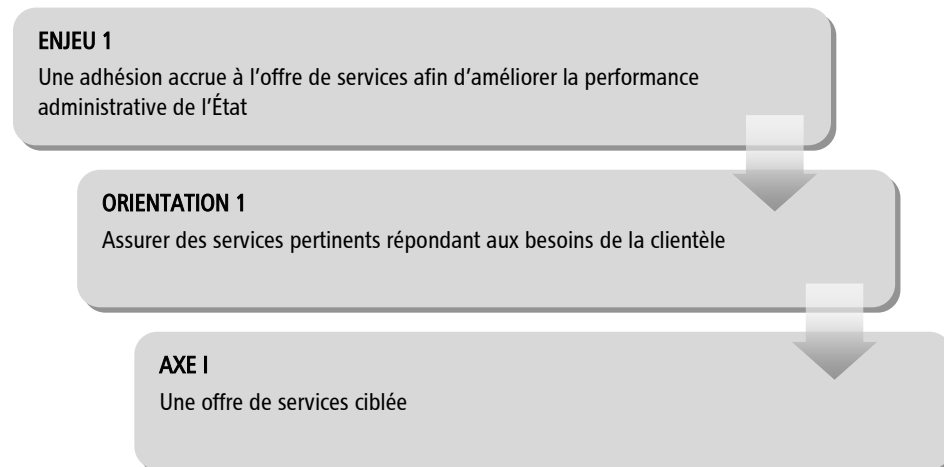 ENJEU 1
Une adhésion accrue à l’offre de services afin d’améliorer la performance
administrative de l’État
ORIENTATION 1
Assurer des services pertinents répondant aux besoins de la clientèle
AXE I
Une offre de services ciblée